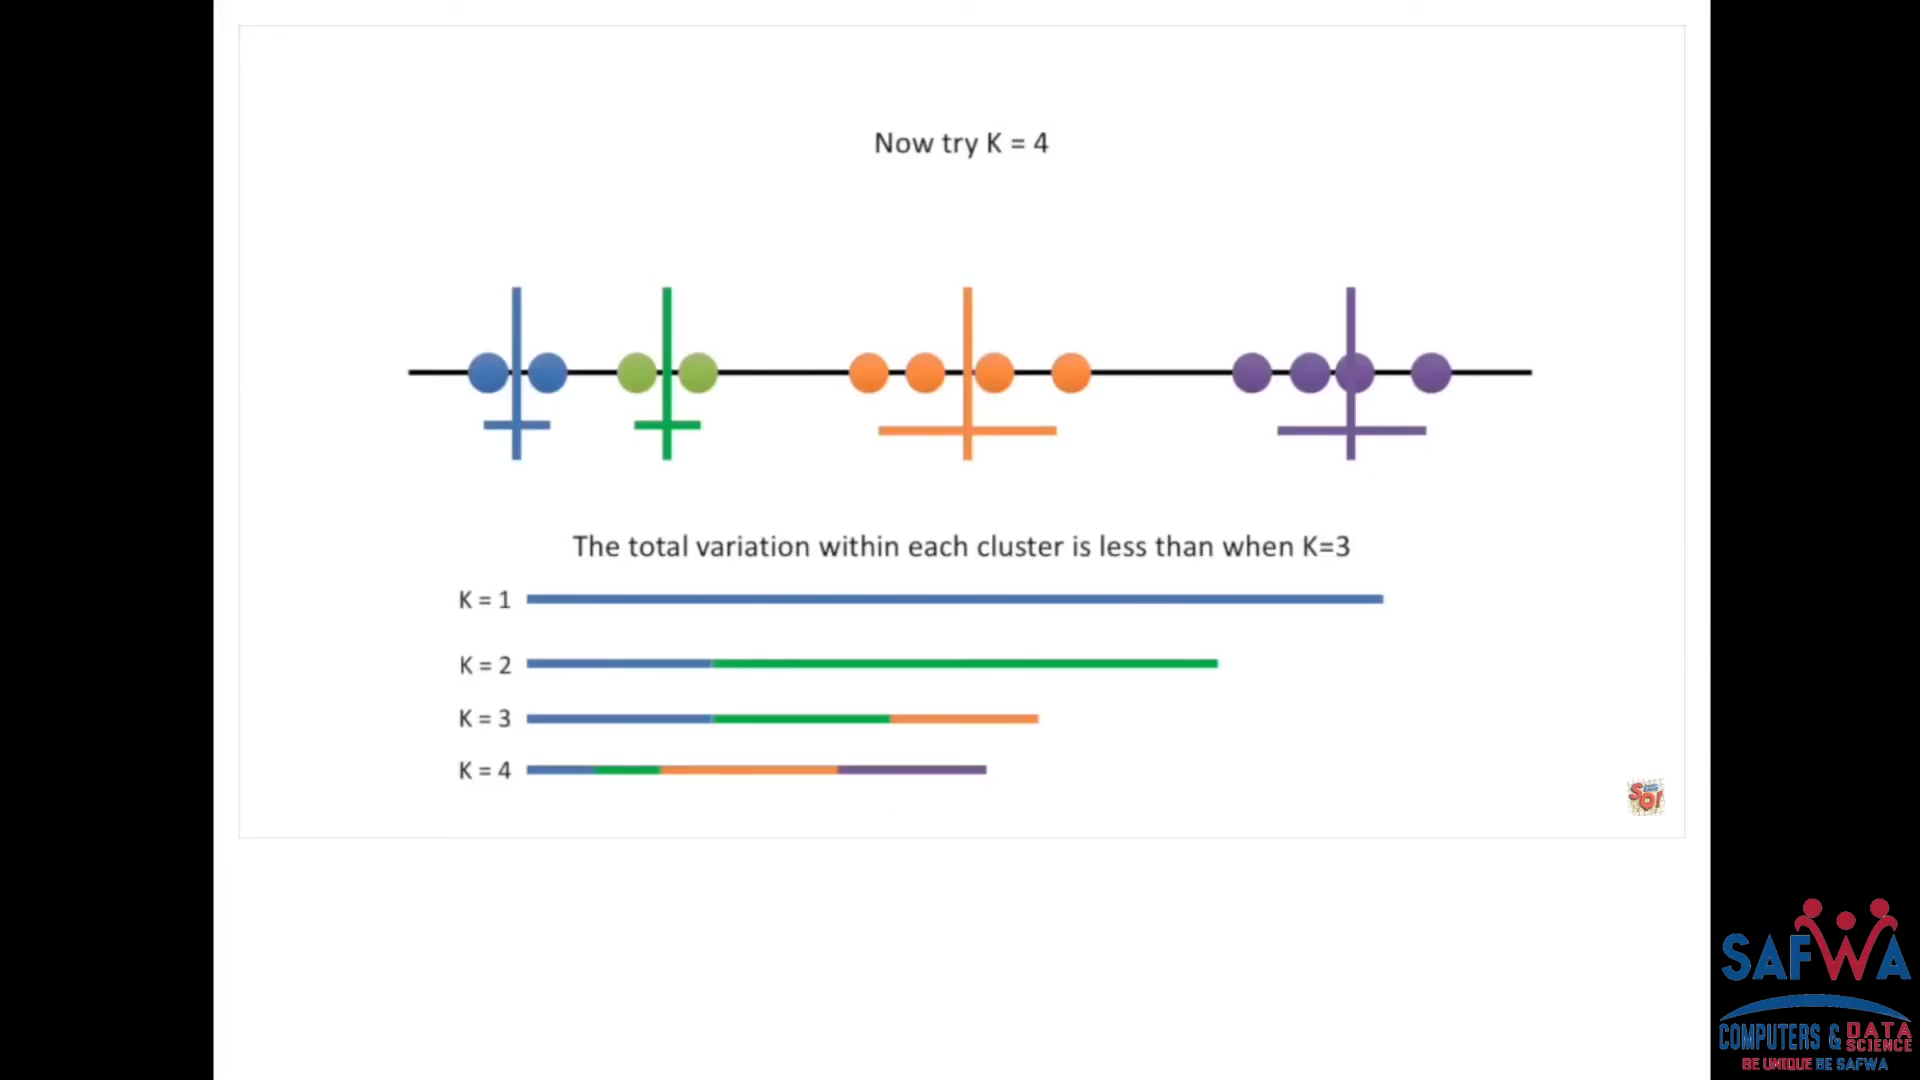 Now try K = 4
The total variation within each cluster is less than when K=3
K = 1
K = 2
K = 3
K = 4
SAFWA
COMPUTERS & DATA SCIENCE
BE UNIQUE BE SAFWA